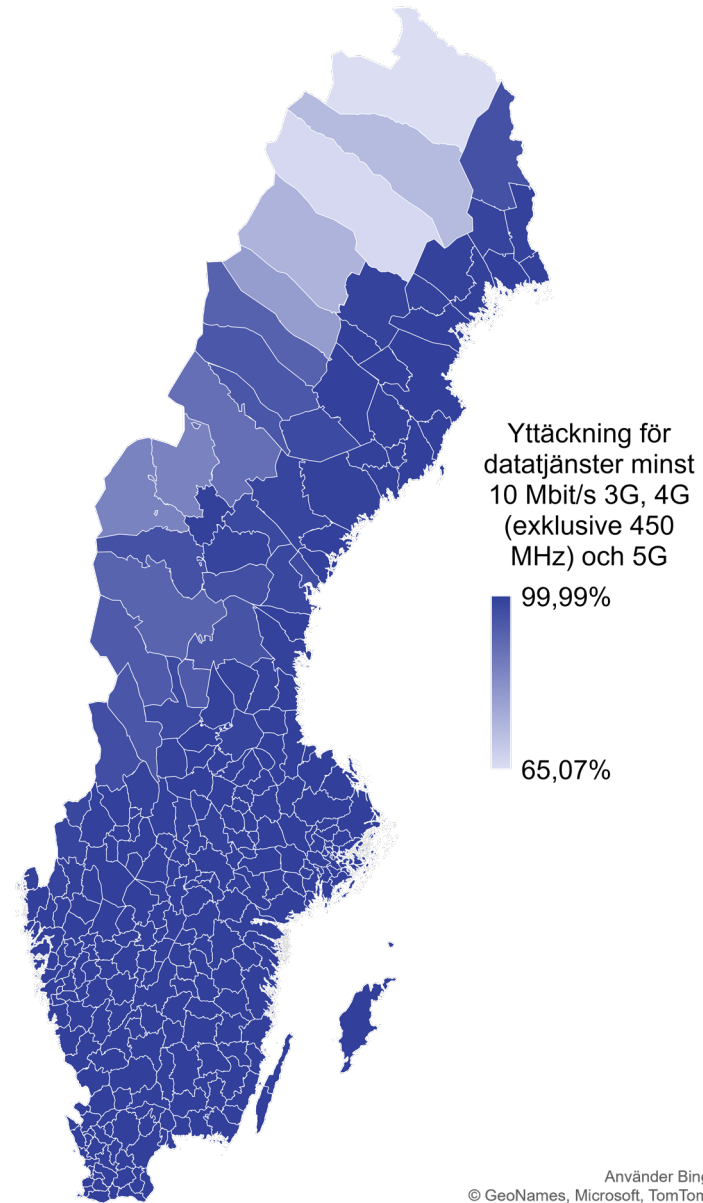 Yttäckning för
datatjänster minst
10 Mbit/s 3G, 4G
(exklusive 450
MHz) och 5G
99,99%
65,07%
Använder Bing
© GeoNames, Microsoft, TomTom